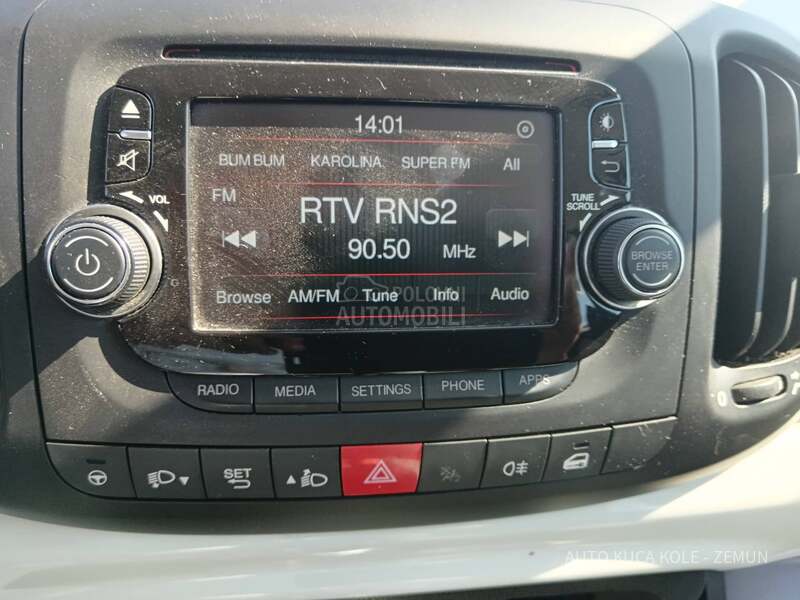 14:01
BUM BUM KAROLINA SUPER FM All
VOL
TUNE
SCROLL
FM
RTV RNS2
90.50 MHz
BROWSE
ENTER
Browse AM/FM Tune Info Audio
POLOVNI
AUTOMOBILI
RADIO MEDIA SETTINGS PHONE APPS
0
SET
AUTO KUCA KOLE - ZEMUN